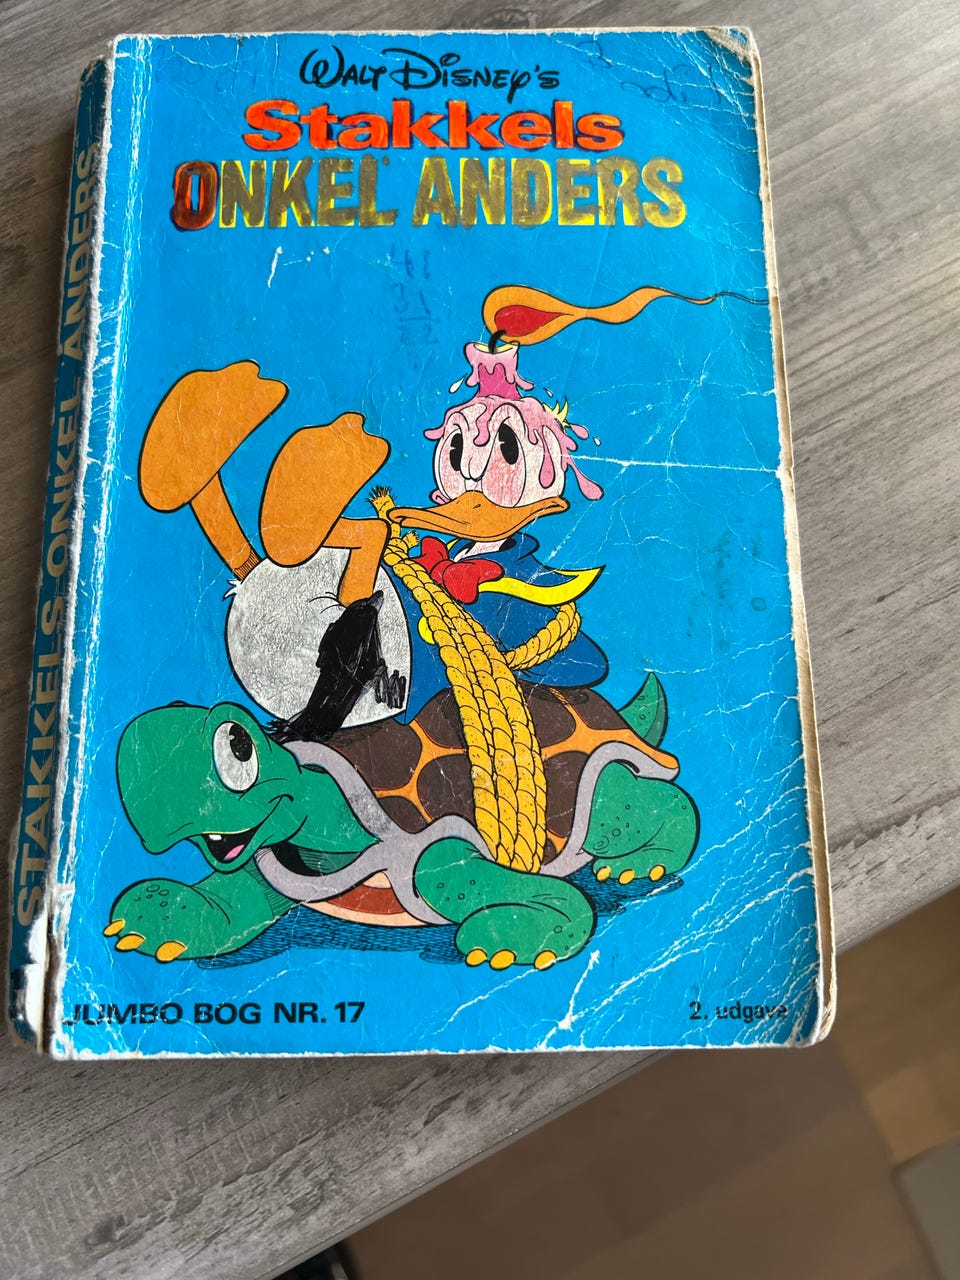 WALT DISNEY'S
Stakkels
ONKEL ANDERS
STAKKELS ONKEL ANDERS
JUMBO BOG NR. 17
2. udgave